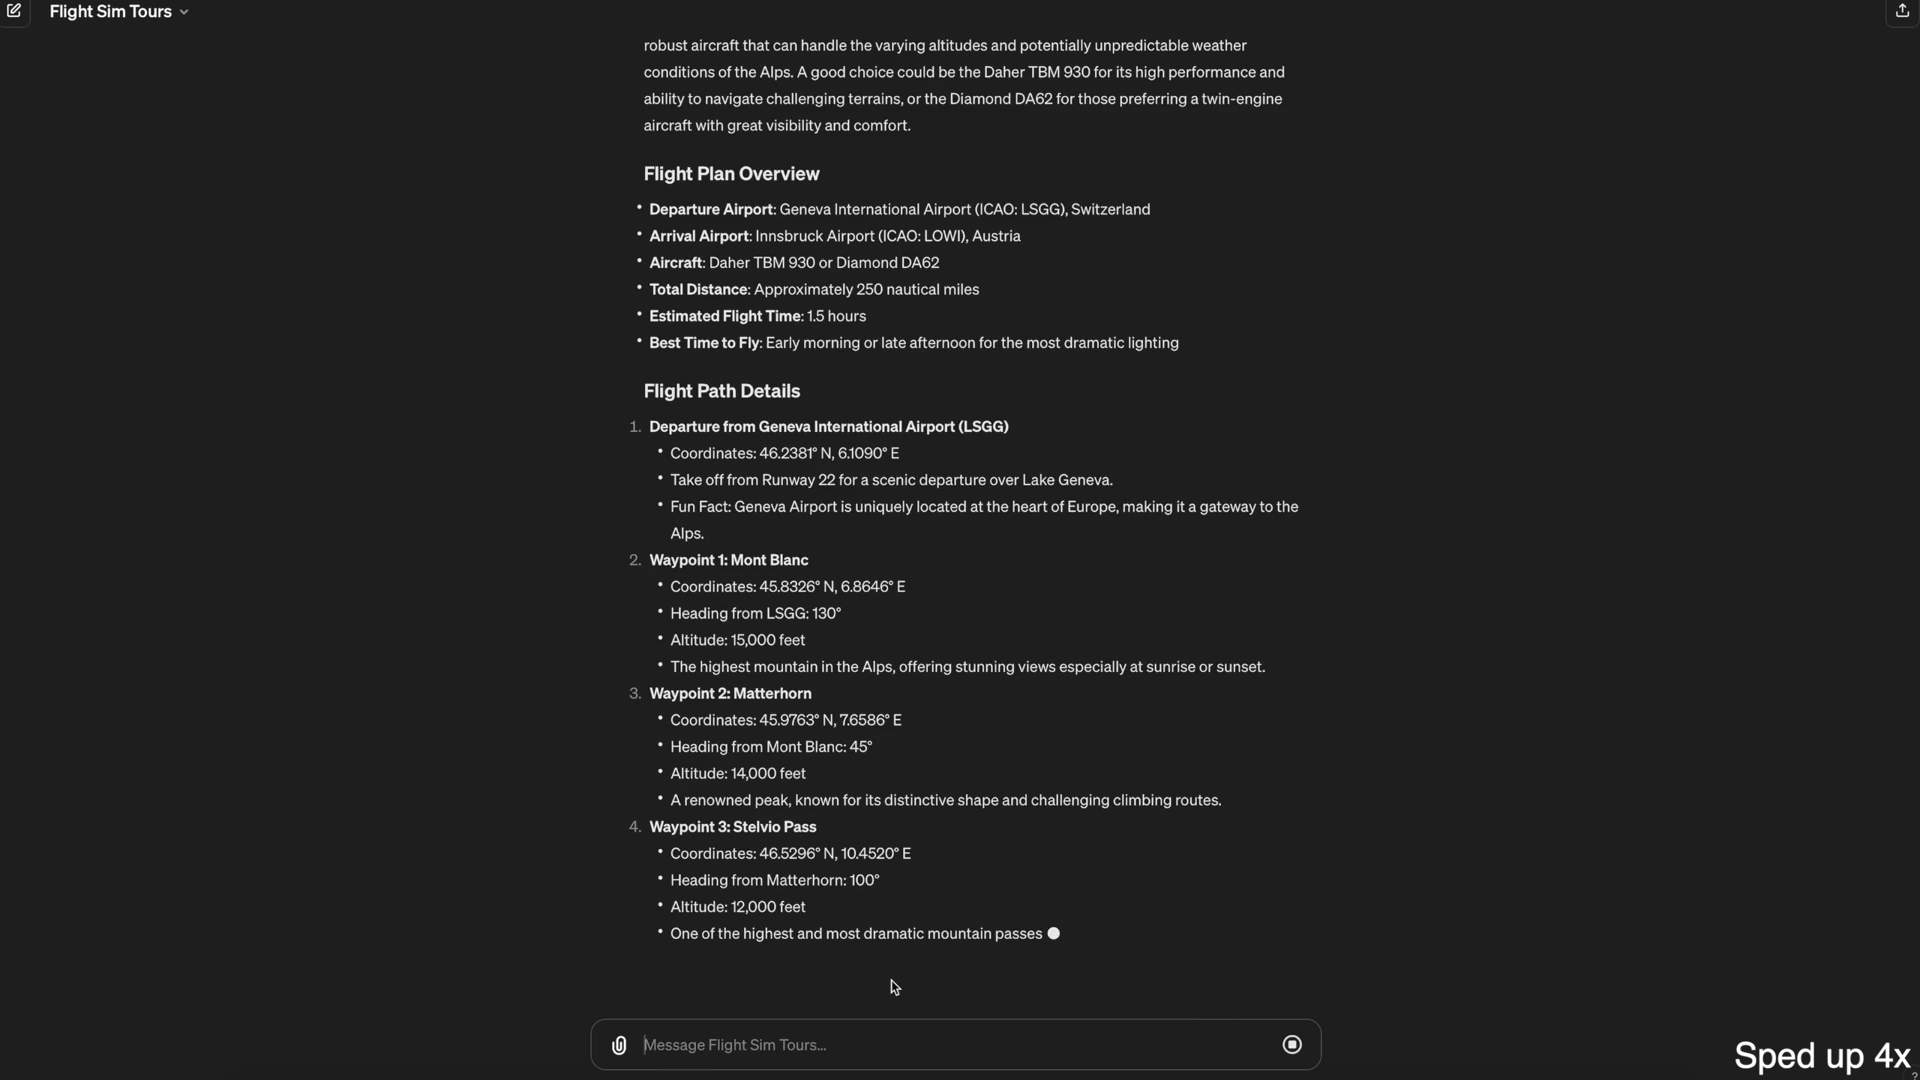 Flight Sim Tours
robust aircraft that can handle the varying altitudes and potentially unpredictable weather
conditions of the Alps. A good choice could be the Daher TBM 930 for its high performance and
ability to navigate challenging terrains, or the Diamond DA62 for those preferring a twin-engine
aircraft with great visibility and comfort.
Flight Plan Overview
• Departure Airport: Geneva International Airport (ICAO: LSGG), Switzerland
• Arrival Airport: Innsbruck Airport (ICAO: LOWI), Austria
• Aircraft: Daher TBM 930 or Diamond DA62
• Total Distance: Approximately 250 nautical miles
• Estimated Flight Time: 1.5 hours
• Best Time to Fly: Early morning or late afternoon for the most dramatic lighting
Flight Path Details
1. Departure from Geneva International Airport (LSGG)
• Coordinates: 46.2381° N, 6.1090° E
• Take off from Runway 22 for a scenic departure over Lake Geneva.
• Fun Fact: Geneva Airport is uniquely located at the heart of Europe, making it a gateway to the
Alps.
2. Waypoint 1: Mont Blanc
• Coordinates: 45.8326° N, 6.8646° E
• Heading from LSGG: 130°
• Altitude: 15,000 feet
• The highest mountain in the Alps, offering stunning views especially at sunrise or sunset.
3. Waypoint 2: Matterhorn
• Coordinates: 45.9763° N, 7.6586° E
• Heading from Mont Blanc: 45°
• Altitude: 14,000 feet
• A renowned peak, known for its distinctive shape and challenging climbing routes.
4. Waypoint 3: Stelvio Pass
• Coordinates: 46.5296° N, 10.4520° E
• Heading from Matterhorn: 100°
• Altitude: 12,000 feet
• One of the highest and most dramatic mountain passes
Message Flight Sim Tours...
Sped up 4x
?